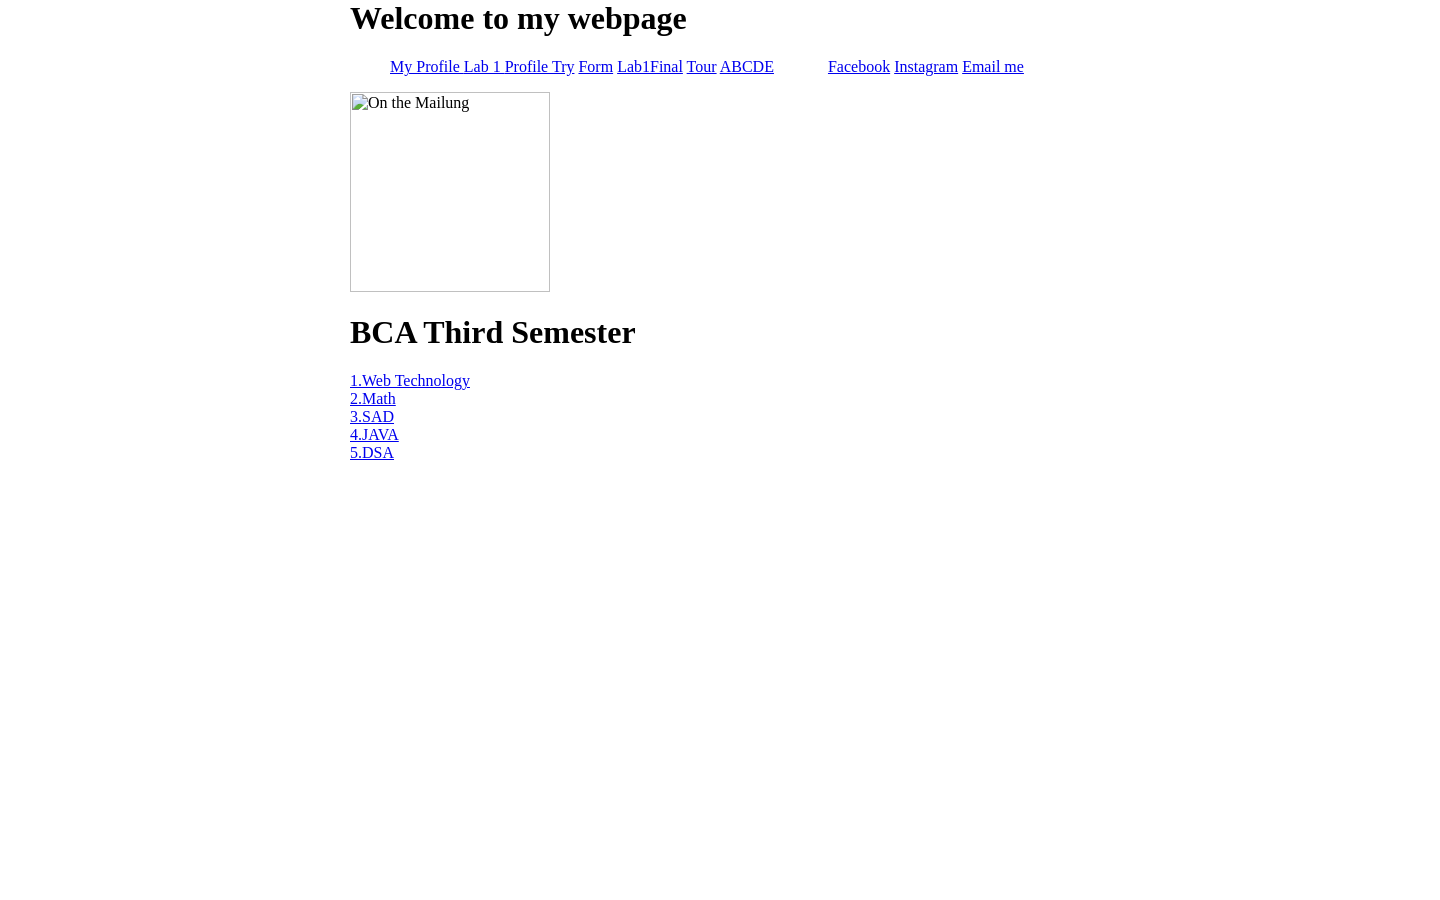 Welcome to my webpage
My Profile Lab 1 Profile Try Form Lab1Final Tour ABCDE Facebook Instagram Email me
On the Mailung
BCA Third Semester
1.Web Technology
2.Math
3.SAD
4.JAVA
5.DSA